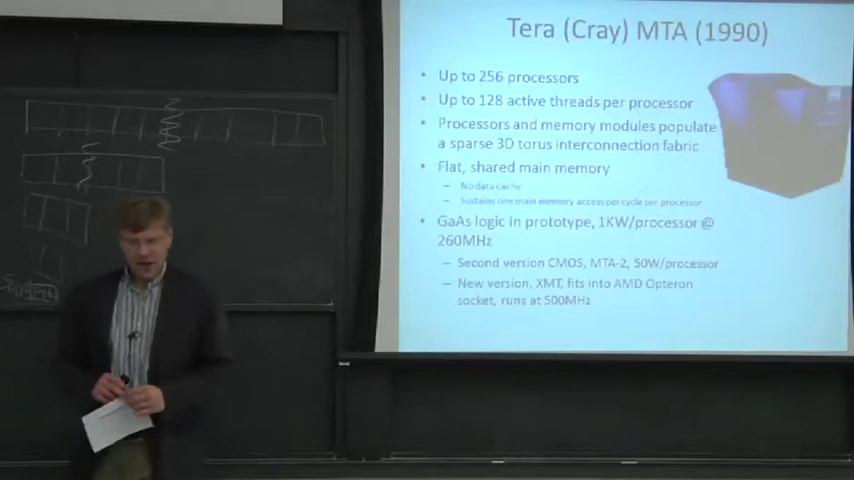 Tera (Cray) MTA (1990)
• Up to 256 processors
• Up to 128 active threads per processor
• Processors and memory modules populate
a sparse 3D torus interconnection fabric
• Flat, shared main memory
– No data cache
– Sustains one main memory access per cycle per processor
• GaAs logic in prototype, 1KW/processor @
260MHz
– Second version CMOS, MTA-2, 50W/processor
– New version, XMT, fits into AMD Opteron
socket, runs at 500MHz